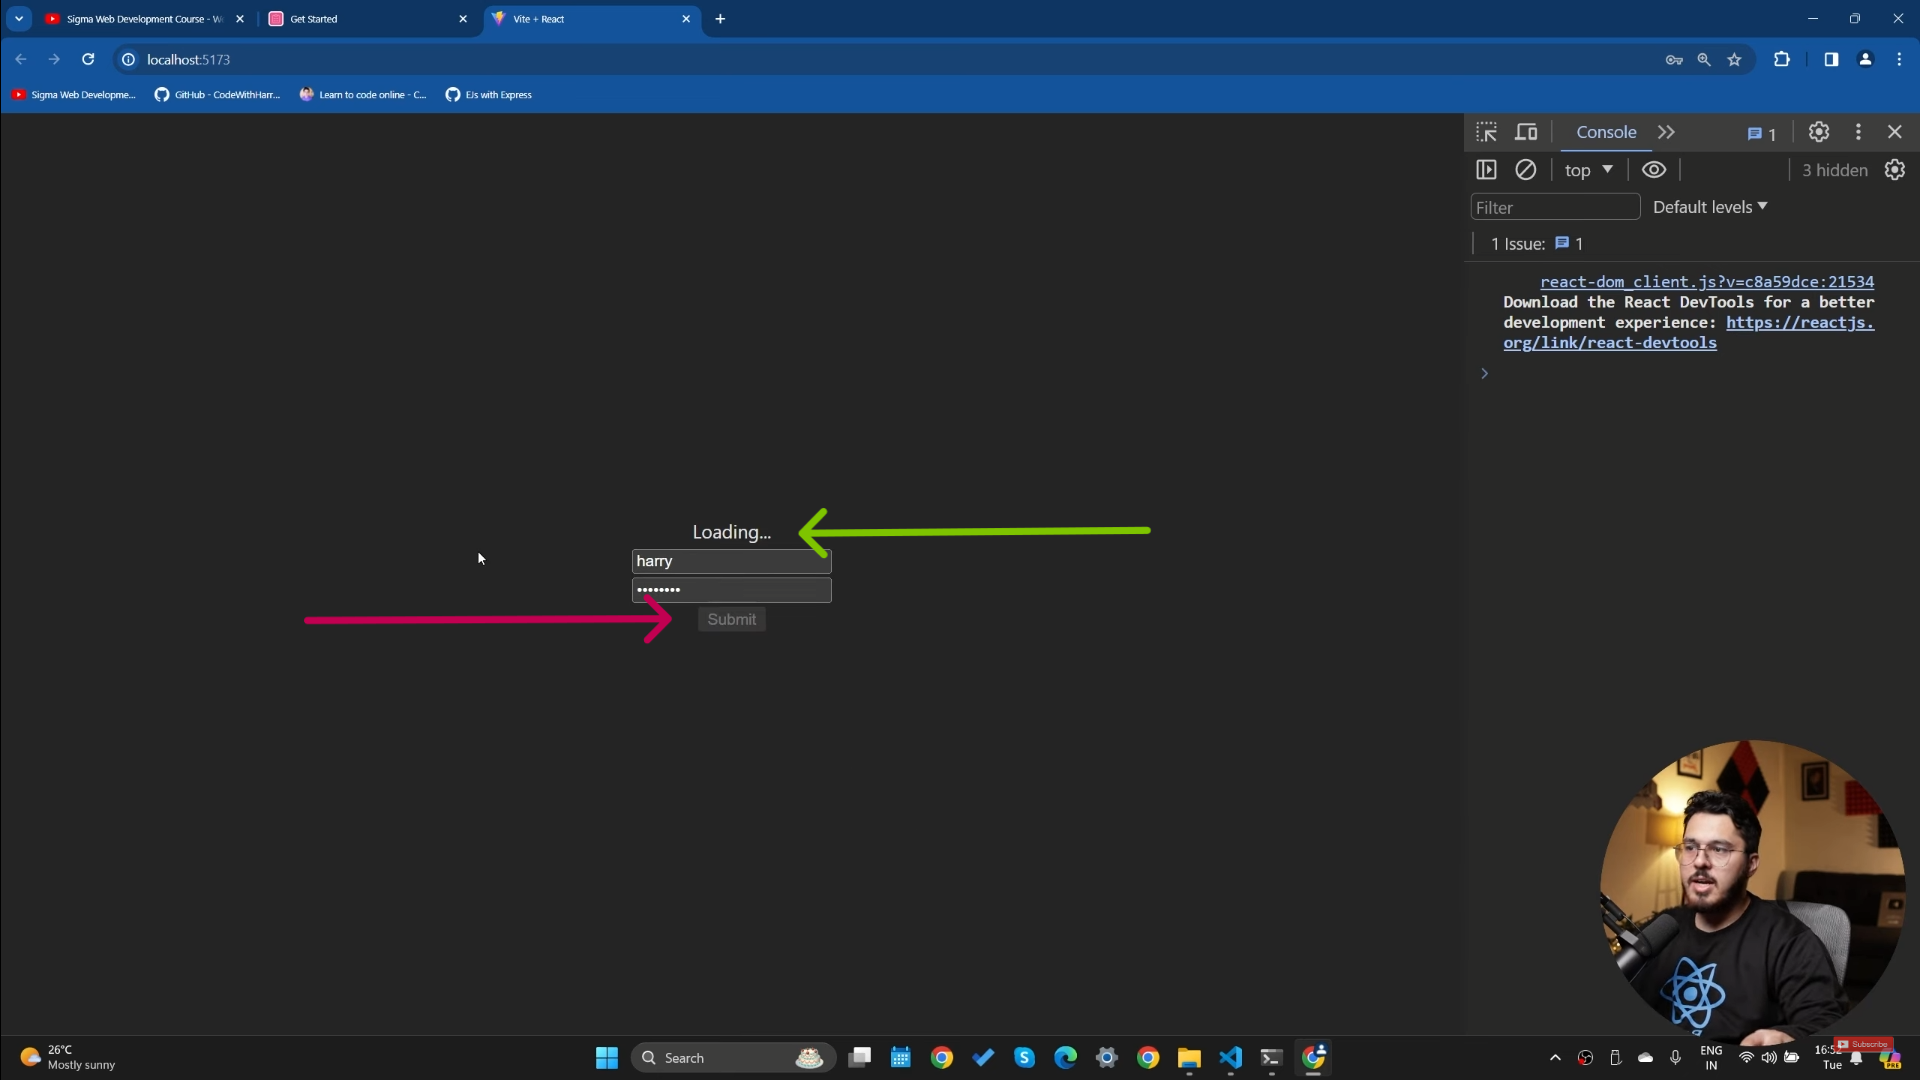 Sigma Web Development Course - W
Get Started
Vite + React
localhost:5173
Sigma Web Developme...
GitHub - CodeWithHarr...
Learn to code online - C...
EJs with Express
Console
1
top
3 hidden
Filter
Default levels
1 Issue: 1
react-dom_client.js?v=c8a59dce:21534
Download the React DevTools for a better
development experience: https://reactjs.
org/link/react-devtools
Loading...
harry
••••••••
Submit
26°C
Mostly sunny
Search
ENG
IN
16:52
Tue
Subscribe
PRE